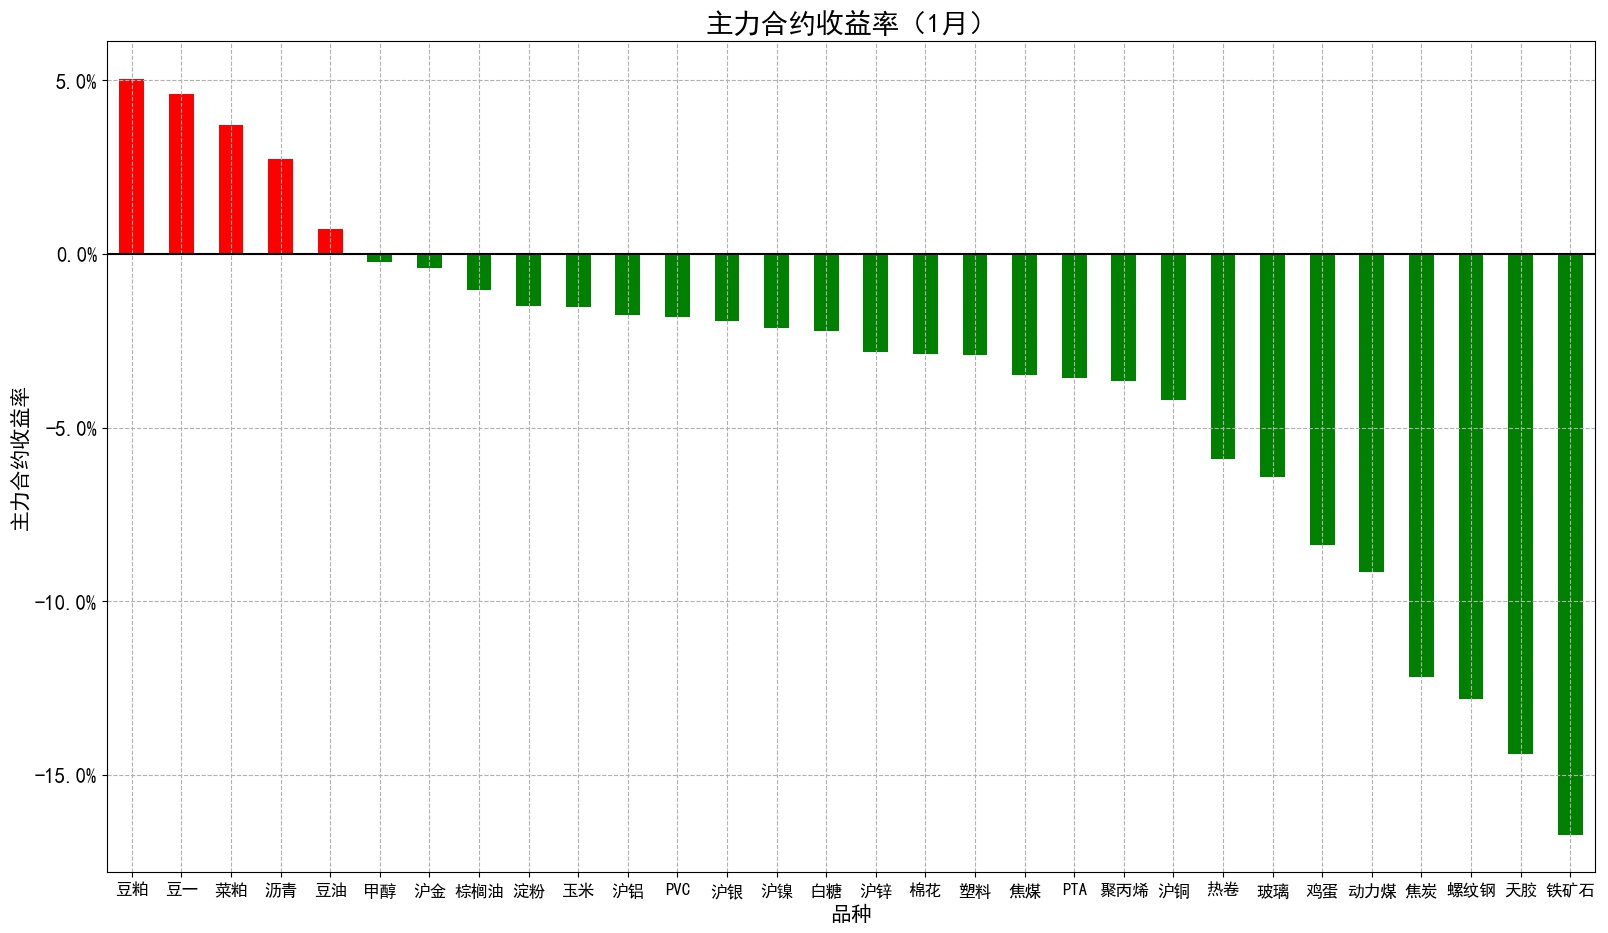 主力合约收益率（1月）
5.0%
0.0%
-5.0%
-10.0%
-15.0%
主力合约收益率
豆粕 豆一 菜粕 沥青 豆油 甲醇 沪金 棕榈油 淀粉 玉米 沪铝 PVC 沪银 沪镍 白糖 沪锌 棉花 塑料 焦煤 PTA 聚丙烯 沪铜 热卷 玻璃 鸡蛋 动力煤 焦炭 螺纹钢 天胶 铁矿石
品种